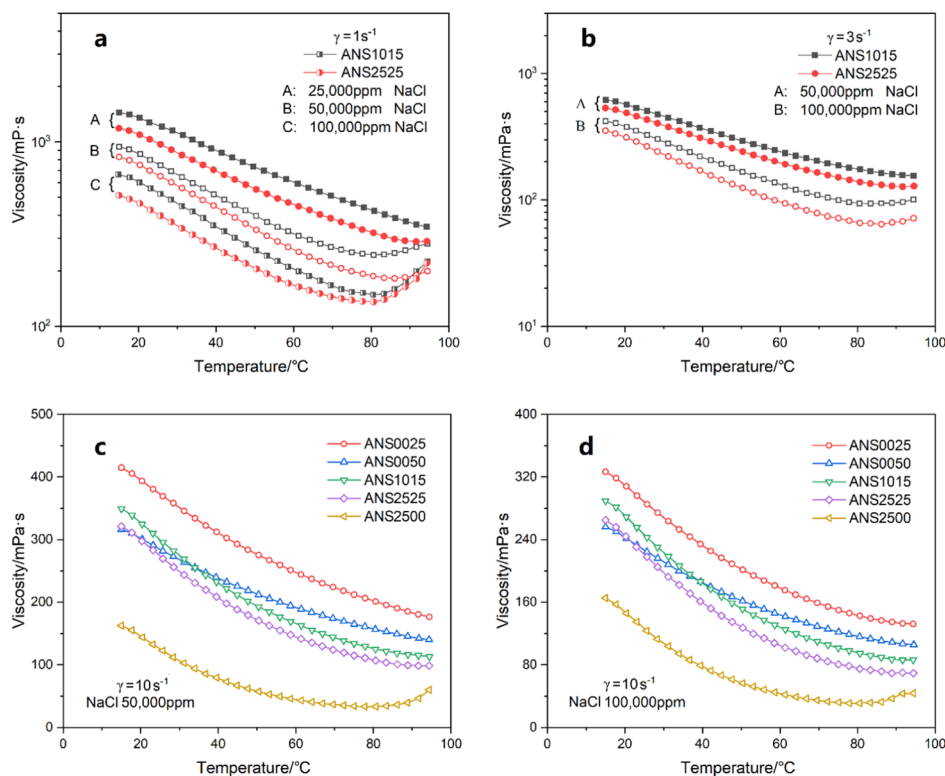 a
γ = 1s⁻¹
ANS1015
ANS2525
A: 25,000ppm NaCl
B: 50,000ppm NaCl
C: 100,000ppm NaCl
A
B
C
10³
10²
Viscosity/mP·s
0 20 40 60 80 100
Temperature/°C
b
γ = 3s⁻¹
ANS1015
ANS2525
A: 50,000ppm NaCl
B: 100,000ppm NaCl
A
B
10³
10²
10¹
Viscosity/mPa·s
0 20 40 60 80 100
Temperature/°C
c
ANS0025
ANS0050
ANS1015
ANS2525
ANS2500
500
400
300
200
100
0
Viscosity/mPa·s
γ = 10 s⁻¹
NaCl 50,000ppm
0 20 40 60 80 100
Temperature/°C
d
ANS0025
ANS0050
ANS1015
ANS2525
ANS2500
400
320
240
160
80
0
Viscosity/mPa·s
γ = 10 s⁻¹
NaCl 100,000ppm
0 20 40 60 80 100
Temperature/°C